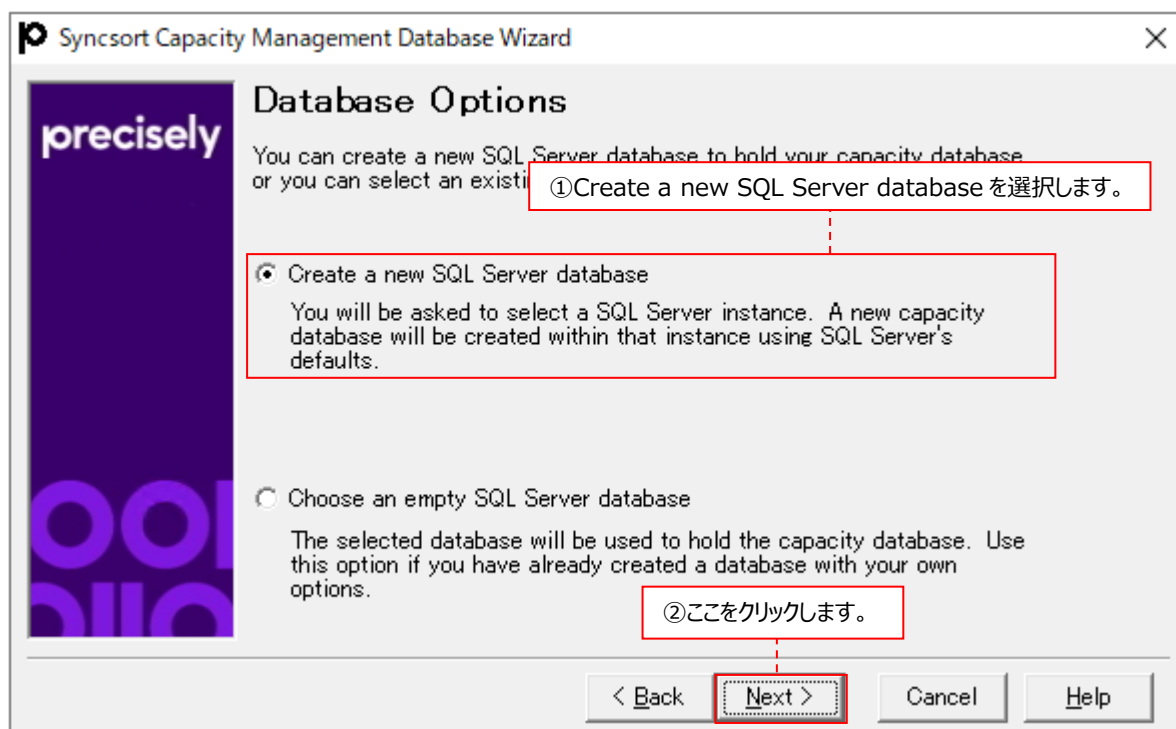 Syncsort Capacity Management Database Wizard
precisely
Database Options
You can create a new SQL Server database to hold your capacity database
or you can select an existi
①Create a new SQL Server database を選択します。
Create a new SQL Server database
You will be asked to select a SQL Server instance. A new capacity
database will be created within that instance using SQL Server's
defaults.
Choose an empty SQL Server database
The selected database will be used to hold the capacity database. Use
this option if you have already created a database with your own
options.
②ここをクリックします。
< Back
Next >
Cancel
Help